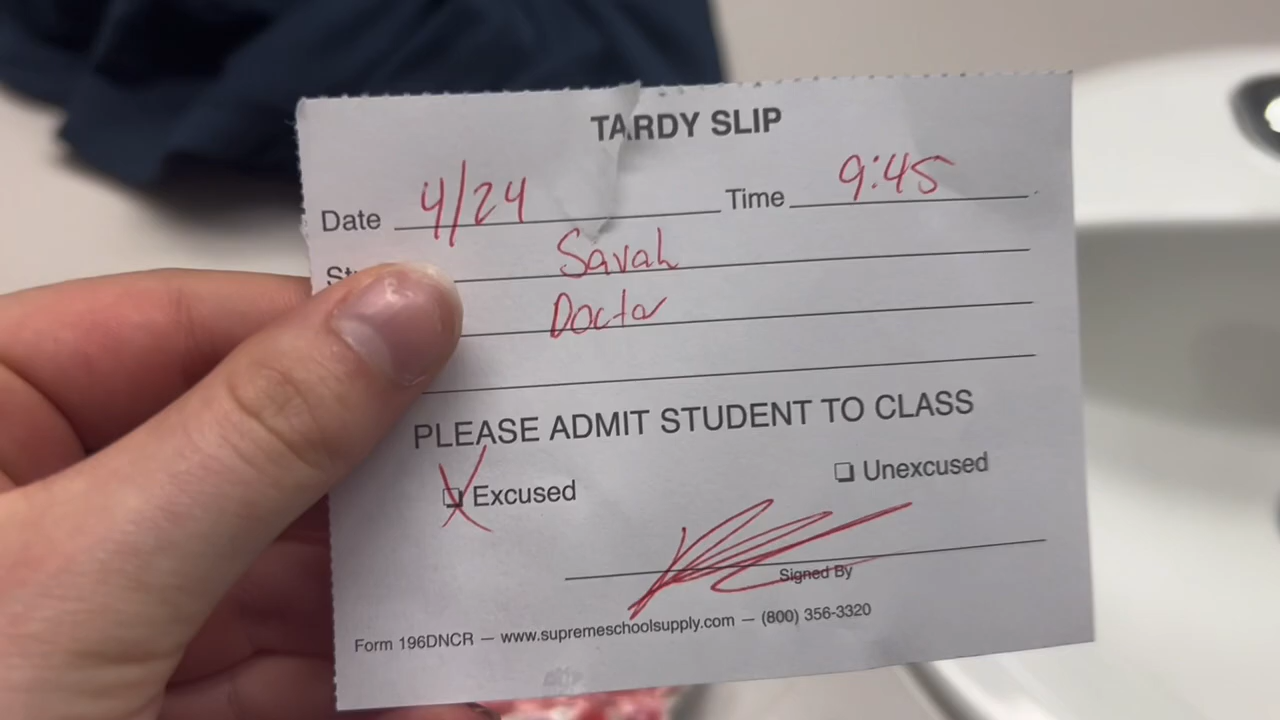 TARDY SLIP
Date 4/24 Time 9:45
Sarah
Doctor
PLEASE ADMIT STUDENT TO CLASS
X Excused Unexcused
Signed By
Form 196DNCR — www.supremeschoolsupply.com — (800) 356-3320